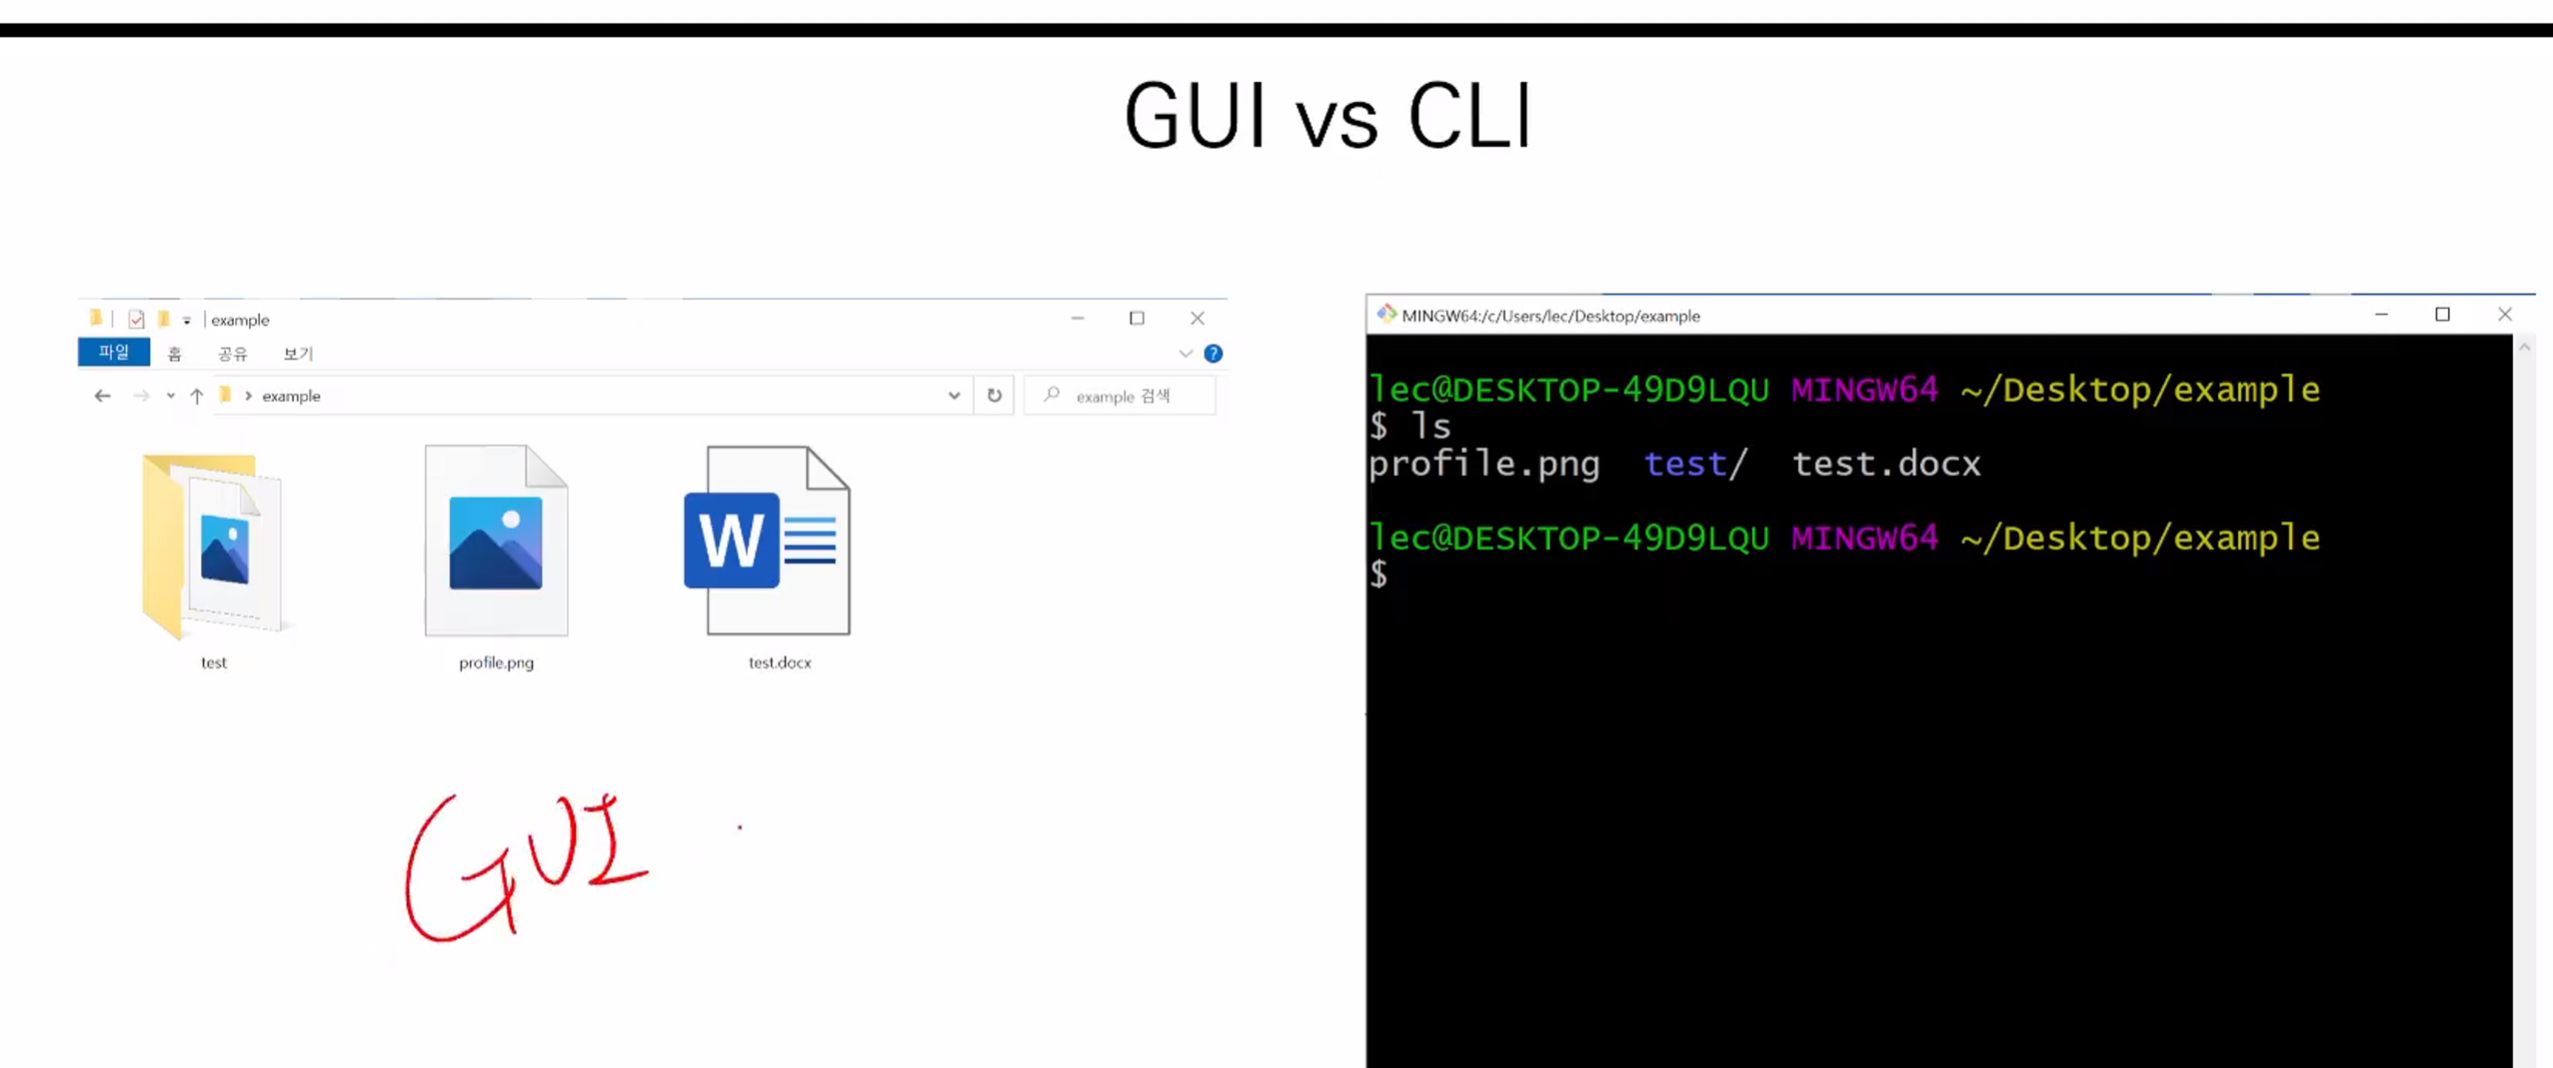 GUI vs CLI
example
파일 홈 공유 보기
?
example
example 검색
W
test
profile.png
test.docx
GUI
MINGW64:/c/Users/lec/Desktop/example
lec@DESKTOP-49D9LQU MINGW64 ~/Desktop/example
$ ls
profile.png test/ test.docx
lec@DESKTOP-49D9LQU MINGW64 ~/Desktop/example
$